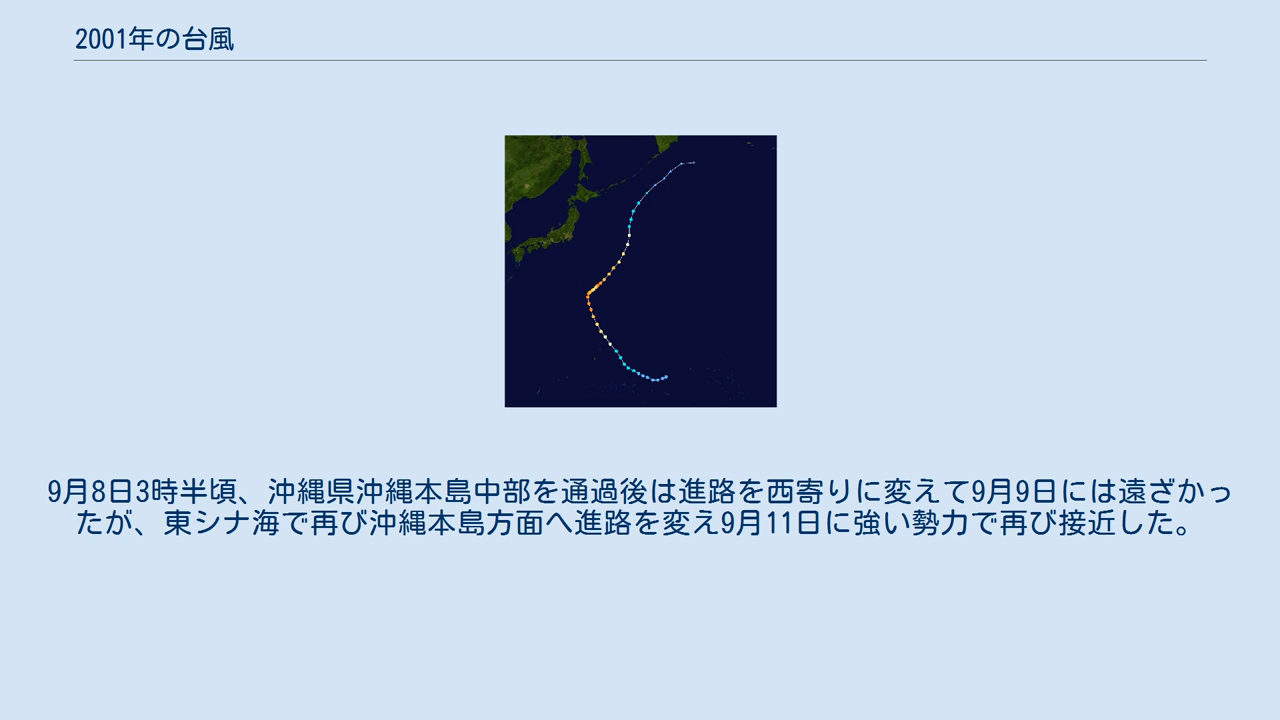 2001年の台風
9月8日3時半頃、沖縄県沖縄本島中部を通過後は進路を西寄りに変えて9月9日には遠ざかっ
たが、東シナ海で再び沖縄本島方面へ進路を変え9月11日に強い勢力で再び接近した。